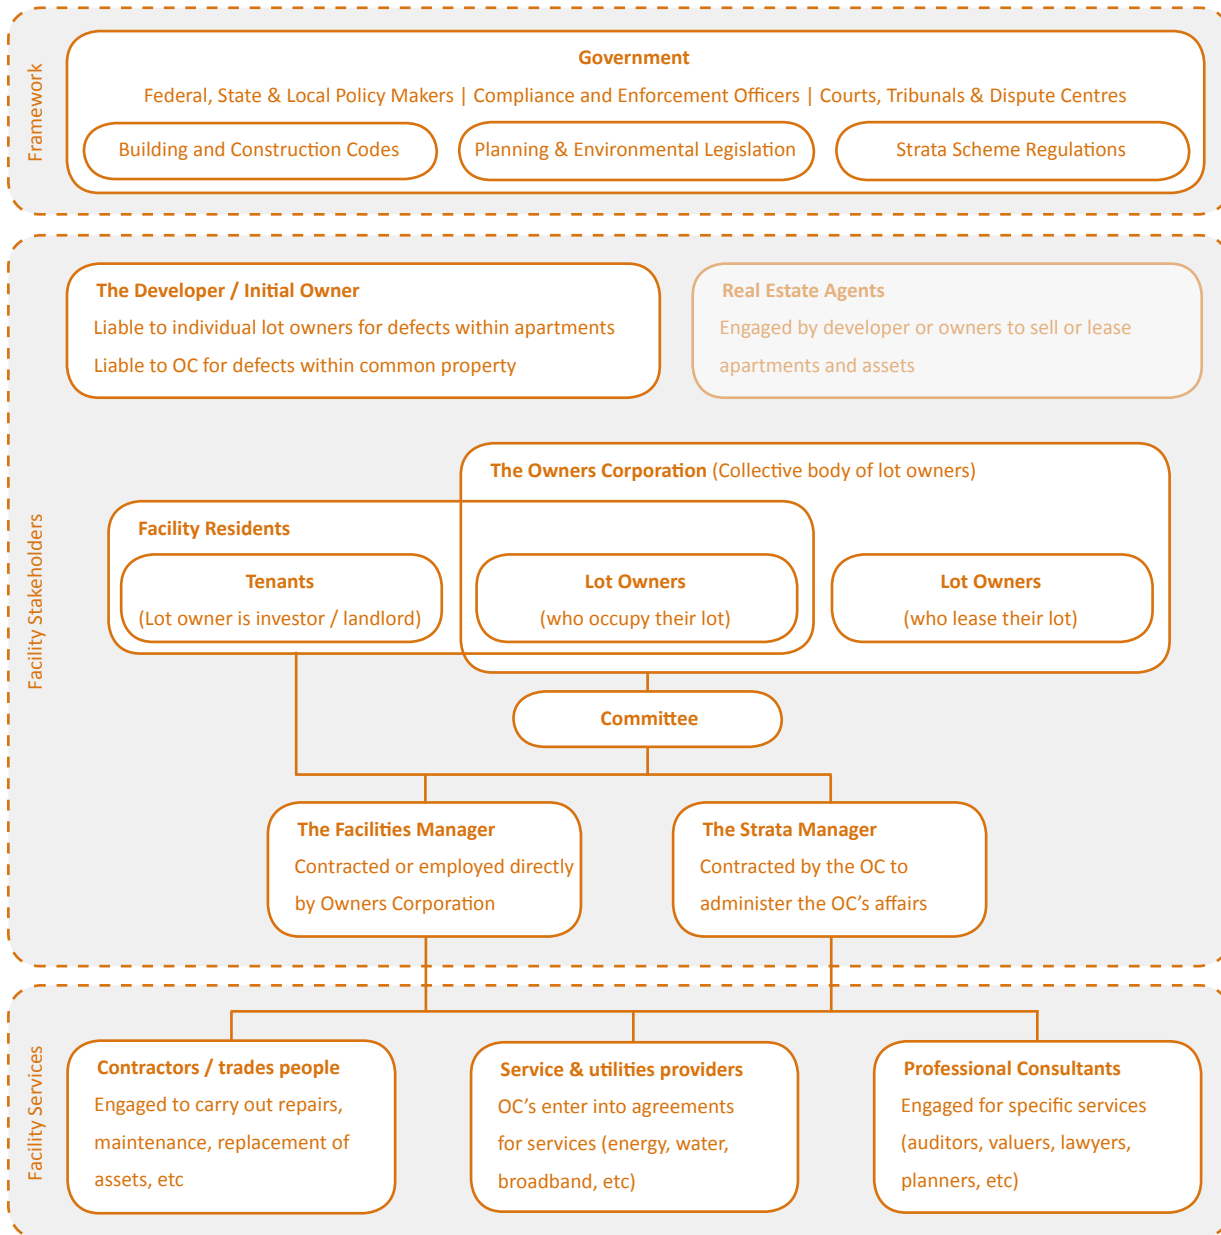 Framework
Government
Federal, State & Local Policy Makers | Compliance and Enforcement Officers | Courts, Tribunals & Dispute Centres
Building and Construction Codes
Planning & Environmental Legislation
Strata Scheme Regulations
Facility Stakeholders
The Developer / Initial Owner
Liable to individual lot owners for defects within apartments
Liable to OC for defects within common property
Real Estate Agents
Engaged by developer or owners to sell or lease
apartments and assets
The Owners Corporation (Collective body of lot owners)
Facility Residents
Tenants
(Lot owner is investor / landlord)
Lot Owners
(who occupy their lot)
Lot Owners
(who lease their lot)
Committee
The Facilities Manager
Contracted or employed directly
by Owners Corporation
The Strata Manager
Contracted by the OC to
administer the OC's affairs
Facility Services
Contractors / trades people
Engaged to carry out repairs,
maintenance, replacement of
assets, etc
Service & utilities providers
OC's enter into agreements
for services (energy, water,
broadband, etc)
Professional Consultants
Engaged for specific services
(auditors, valuers, lawyers,
planners, etc)